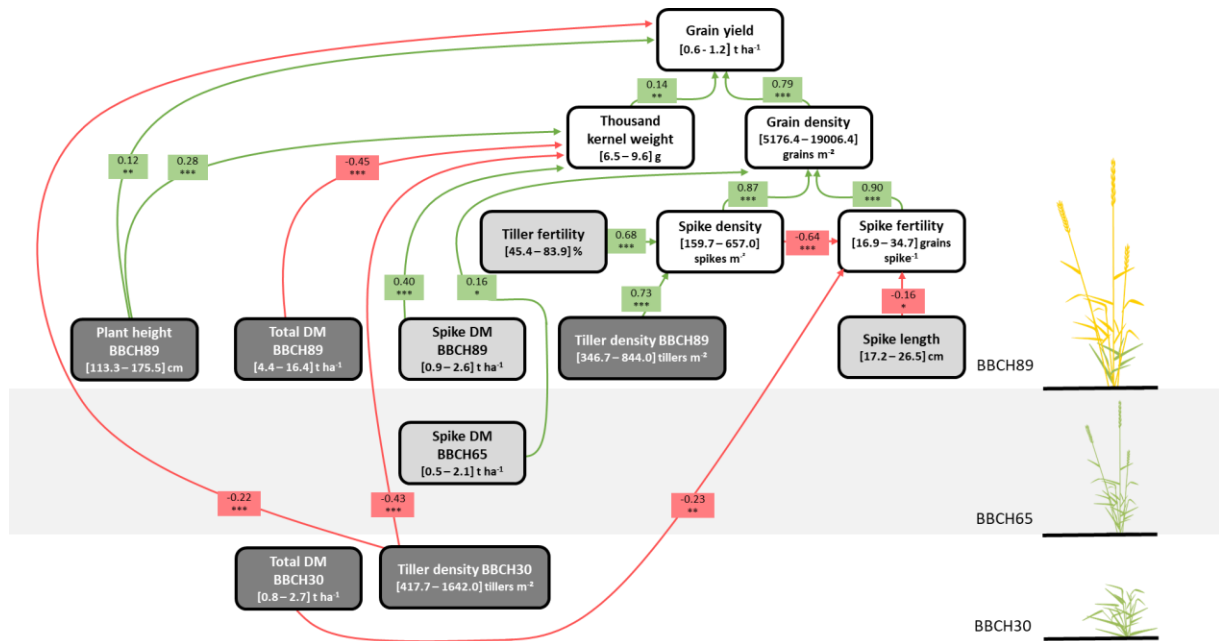 Grain yield
[0.6 - 1.2] t ha⁻¹
0.14
**
0.79
***
Thousand
kernel weight
[6.5 – 9.6] g
Grain density
[5176.4 – 19006.4]
grains m⁻²
0.12
**
0.28
***
-0.45
***
0.87
***
0.90
***
Tiller fertility
[45.4 – 83.9] %
0.68
***
Spike density
[159.7 – 657.0]
spikes m⁻²
-0.64
***
Spike fertility
[16.9 – 34.7] grains
spike⁻¹
0.40
***
0.16
*
0.73
***
-0.16
*
Plant height
BBCH89
[113.3 – 175.5] cm
Total DM
BBCH89
[4.4 – 16.4] t ha⁻¹
Spike DM
BBCH89
[0.9 – 2.6] t ha⁻¹
Tiller density BBCH89
[346.7 – 844.0] tillers m⁻²
Spike length
[17.2 – 26.5] cm
BBCH89
Spike DM
BBCH65
[0.5 – 2.1] t ha⁻¹
-0.22
***
-0.43
***
-0.23
**
BBCH65
Total DM
BBCH30
[0.8 – 2.7] t ha⁻¹
Tiller density BBCH30
[417.7 – 1642.0] tillers m⁻²
BBCH30